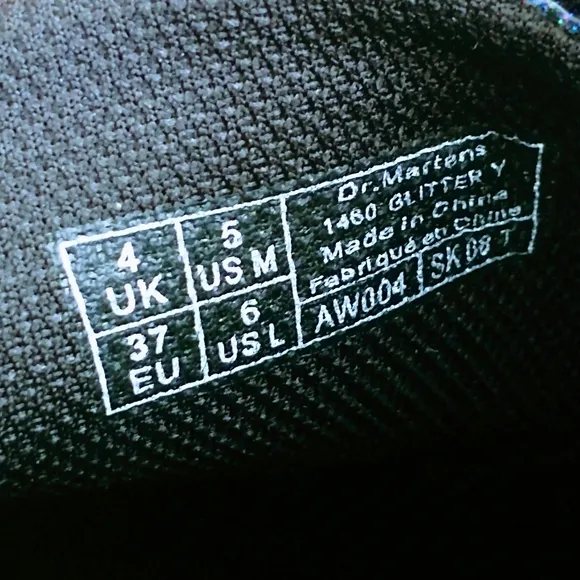 4
UK
5
US M
37
EU
6
US L
Dr. Martens
1460 GLITTER Y
Made in China
Fabriqué en Chine
AW004
SK 08 T